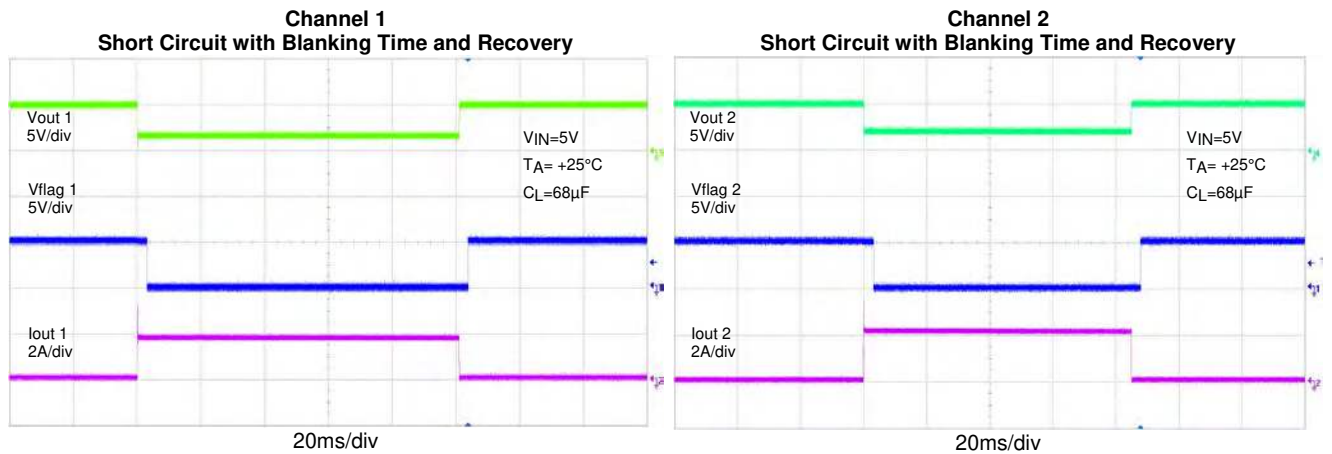 Channel 1
Short Circuit with Blanking Time and Recovery
Vout 1
5V/div
VIN=5V
TA= +25°C
CL=68µF
Vflag 1
5V/div
Iout 1
2A/div
20ms/div
Channel 2
Short Circuit with Blanking Time and Recovery
Vout 2
5V/div
VIN=5V
TA= +25°C
CL=68µF
Vflag 2
5V/div
Iout 2
2A/div
20ms/div